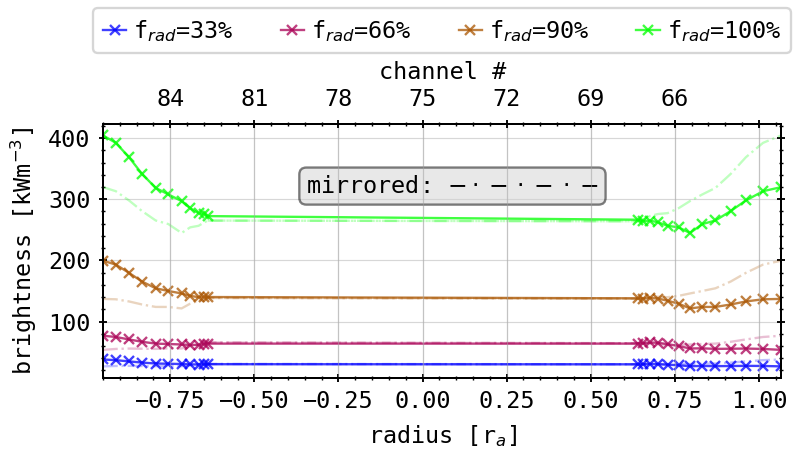 f_rad=33% f_rad=66% f_rad=90% f_rad=100%
channel #
84 81 78 75 72 69 66
400
300
200
100
brightness [kWm⁻³]
mirrored:
−0.75 −0.50 −0.25 0.00 0.25 0.50 0.75 1.00
radius [r_a]